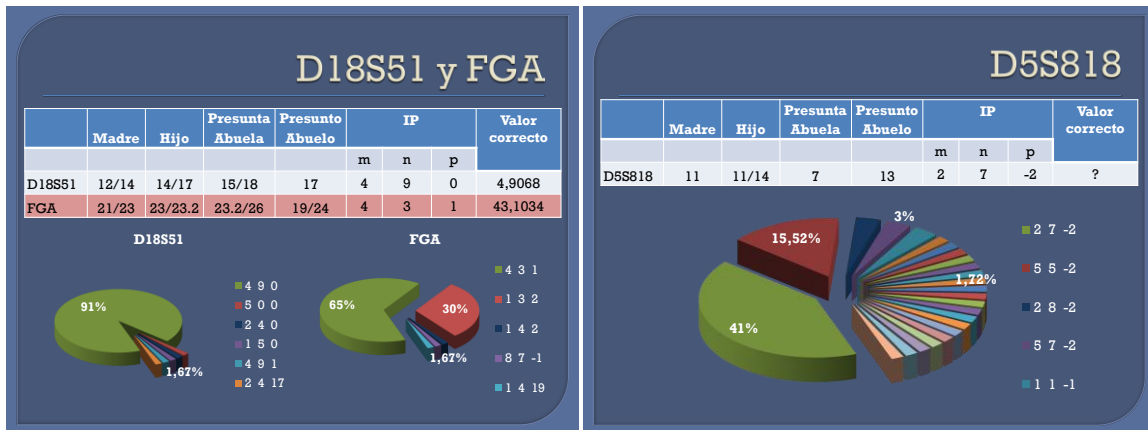 D18S51 y FGA
Madre Hijo Presunta Abuela Presunto Abuelo IP Valor correcto
m n p
D18S51 12/14 14/17 15/18 17 4 9 0 4,9068
FGA 21/23 23/23.2 23.2/26 19/24 4 3 1 43,1034
D18S51
91%
1,67%
4 9 0
5 0 0
2 4 0
1 5 0
4 9 1
2 4 17
FGA
65%
30%
1,67%
4 3 1
1 3 2
1 4 2
8 7 -1
1 4 19
D5S818
Madre Hijo Presunta Abuela Presunto Abuelo IP Valor correcto
m n p
D5S818 11 11/14 7 13 2 7 -2 ?
3%
15,52%
1,72%
41%
2 7 -2
5 5 -2
2 8 -2
5 7 -2
1 1 -1